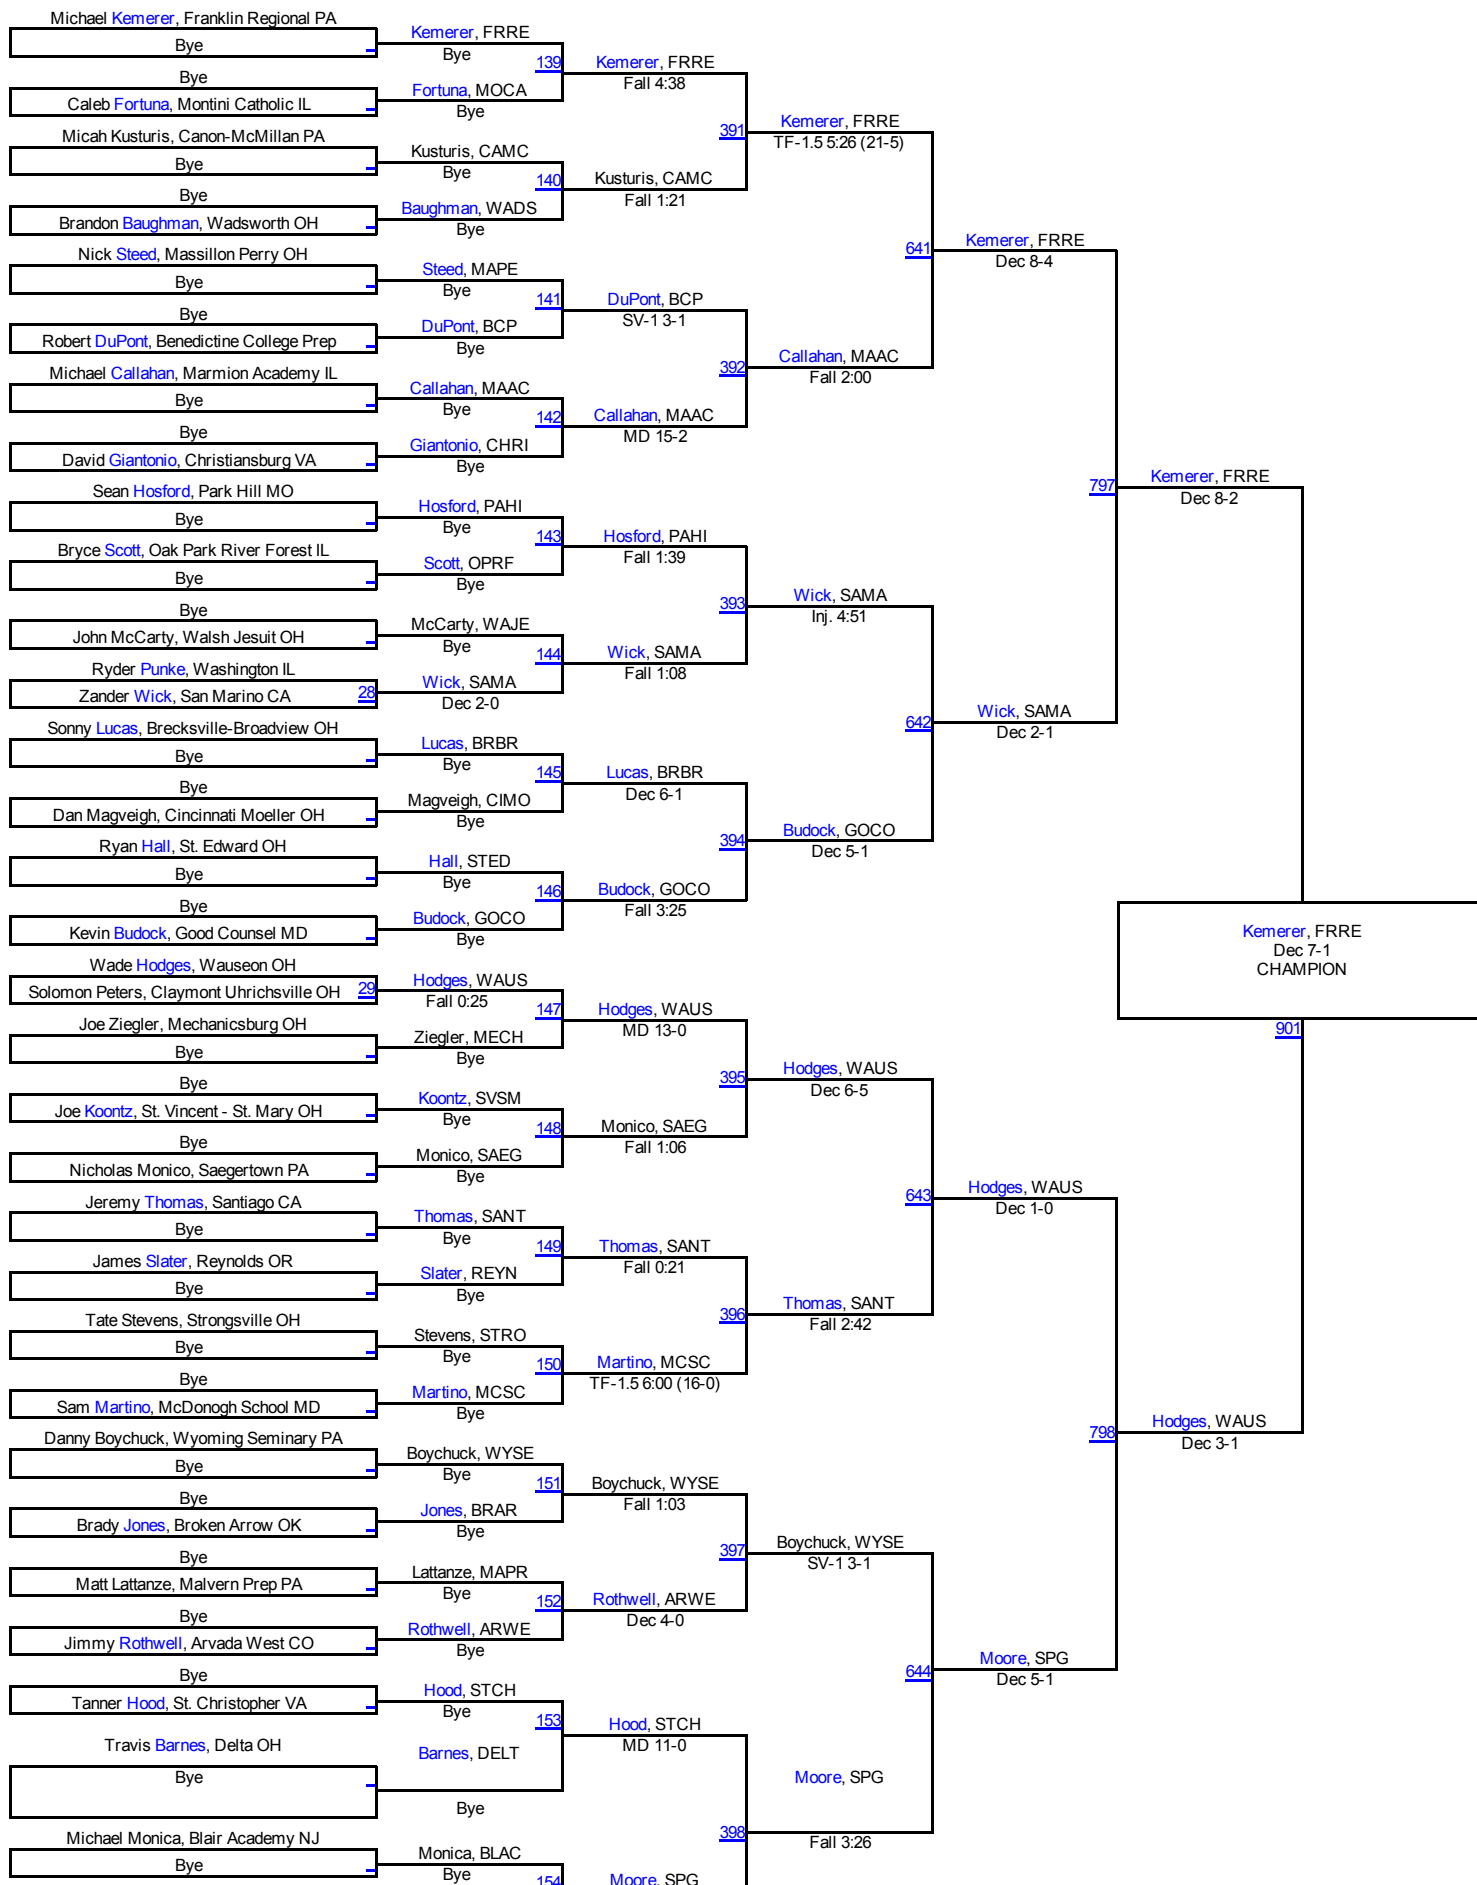 Michael Kemerer, Franklin Regional PA
Bye
Bye
Caleb Fortuna, Montini Catholic IL
Micah Kusturis, Canon-McMillan PA
Bye
Bye
Brandon Baughman, Wadsworth OH
Nick Steed, Massillon Perry OH
Bye
Bye
Robert DuPont, Benedictine College Prep
Michael Callahan, Marmion Academy IL
Bye
Bye
David Giantonio, Christiansburg VA
Sean Hosford, Park Hill MO
Bye
Bryce Scott, Oak Park River Forest IL
Bye
Bye
John McCarty, Walsh Jesuit OH
Ryder Punke, Washington IL
Zander Wick, San Marino CA 28
Sonny Lucas, Brecksville-Broadview OH
Bye
Bye
Dan Magveigh, Cincinnati Moeller OH
Ryan Hall, St. Edward OH
Bye
Bye
Kevin Budock, Good Counsel MD
Wade Hodges, Wauseon OH
Solomon Peters, Claymont Uhrichsville OH 29
Joe Ziegler, Mechanicsburg OH
Bye
Bye
Joe Koontz, St. Vincent - St. Mary OH
Bye
Nicholas Monico, Saegertown PA
Jeremy Thomas, Santiago CA
Bye
James Slater, Reynolds OR
Bye
Tate Stevens, Strongsville OH
Bye
Bye
Sam Martino, McDonogh School MD
Danny Boychuck, Wyoming Seminary PA
Bye
Bye
Brady Jones, Broken Arrow OK
Bye
Matt Lattanze, Malvern Prep PA
Bye
Jimmy Rothwell, Arvada West CO
Bye
Tanner Hood, St. Christopher VA
Travis Barnes, Delta OH
Bye
Michael Monica, Blair Academy NJ
Bye
Kemerer, FRRE
Bye
139
Fortuna, MOCA
Bye
Kusturis, CAMC
Bye
140
Baughman, WADS
Bye
Steed, MAPE
Bye
141
DuPont, BCP
Bye
Callahan, MAAC
Bye
142
Giantonio, CHRI
Bye
Hosford, PAHI
Bye
143
Scott, OPRF
Bye
McCarty, WAJE
Bye
144
Wick, SAMA
Dec 2-0
Lucas, BRBR
Bye
145
Magveigh, CIMO
Bye
Hall, STED
Bye
146
Budock, GOCO
Bye
Hodges, WAUS
Fall 0:25
147
Ziegler, MECH
Bye
Koontz, SVSM
Bye
148
Monico, SAEG
Bye
Thomas, SANT
Bye
149
Slater, REYN
Bye
Stevens, STRO
Bye
150
Martino, MCSC
Bye
Boychuck, WYSE
Bye
151
Jones, BRAR
Bye
Lattanze, MAPR
Bye
152
Rothwell, ARWE
Bye
Hood, STCH
Bye
153
Barnes, DELT
Bye
Monica, BLAC
Bye
154
Kemerer, FRRE
Fall 4:38
391
Kusturis, CAMC
Fall 1:21
DuPont, BCP
SV-1 3-1
392
Callahan, MAAC
MD 15-2
Hosford, PAHI
Fall 1:39
393
Wick, SAMA
Fall 1:08
Lucas, BRBR
Dec 6-1
394
Budock, GOCO
Fall 3:25
Hodges, WAUS
MD 13-0
395
Monico, SAEG
Fall 1:06
Thomas, SANT
Fall 0:21
396
Martino, MCSC
TF-1.5 6:00 (16-0)
Boychuck, WYSE
Fall 1:03
397
Rothwell, ARWE
Dec 4-0
Hood, STCH
MD 11-0
398
Moore, SPG
Kemerer, FRRE
TF-1.5 5:26 (21-5)
641
Callahan, MAAC
Fall 2:00
Wick, SAMA
Inj. 4:51
642
Budock, GOCO
Dec 5-1
Hodges, WAUS
Dec 6-5
643
Thomas, SANT
Fall 2:42
Boychuck, WYSE
SV-1 3-1
644
Moore, SPG
Fall 3:26
Kemerer, FRRE
Dec 8-4
797
Wick, SAMA
Dec 2-1
Hodges, WAUS
Dec 1-0
798
Moore, SPG
Dec 5-1
Kemerer, FRRE
Dec 8-2
Hodges, WAUS
Dec 3-1
Kemerer, FRRE
Dec 7-1
CHAMPION
901